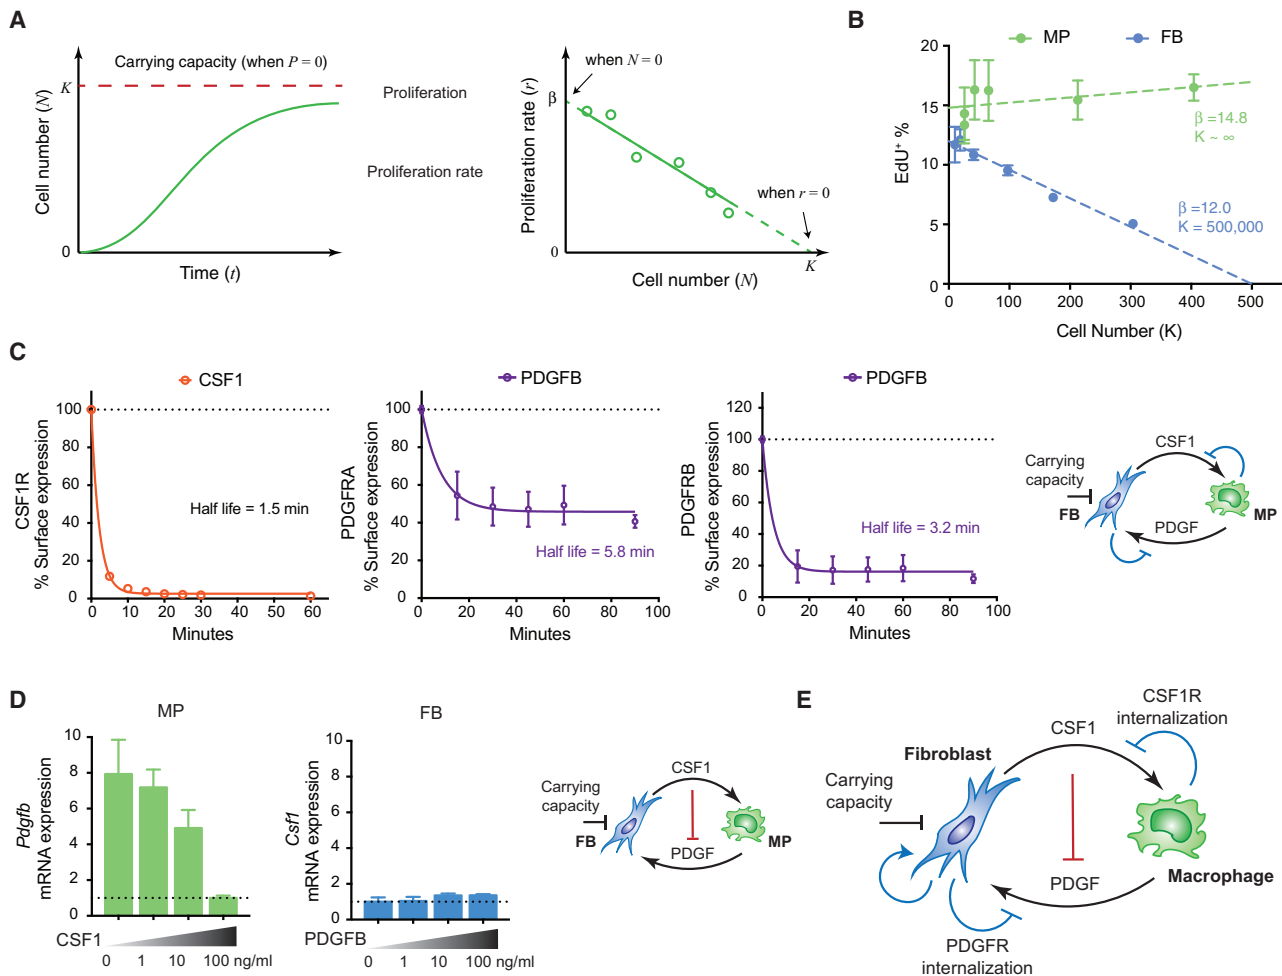 A
Cell number (N)
K
0
Carrying capacity (when P = 0)
Time (t)
Proliferation
Proliferation rate
Proliferation rate (r)
β
0
when N = 0
when r = 0
K
Cell number (N)
B
MP
FB
EdU⁺ %
20
15
10
5
0
β =14.8
K ~ ∞
β =12.0
K = 500,000
0
100
200
300
400
500
Cell Number (K)
C
CSF1
CSF1R
% Surface expression
100
80
60
40
20
0
Half life = 1.5 min
0
10
20
30
40
50
60
Minutes
PDGFB
PDGFRA
% Surface expression
100
80
60
40
20
0
Half life = 5.8 min
0
20
40
60
80
100
Minutes
PDGFB
PDGFRB
% Surface expression
120
100
80
60
40
20
0
Half life = 3.2 min
0
20
40
60
80
100
Minutes
CSF1
Carrying
capacity
FB
MP
PDGF
D
MP
Pdgfb
mRNA expression
10
8
6
4
2
0
CSF1
0
1
10
100 ng/ml
FB
Csf1
mRNA expression
10
8
6
4
2
0
PDGFB
0
1
10
100 ng/ml
CSF1
Carrying
capacity
FB
MP
PDGF
E
CSF1R
internalization
CSF1
Fibroblast
Carrying
capacity
PDGF
Macrophage
PDGFR
internalization